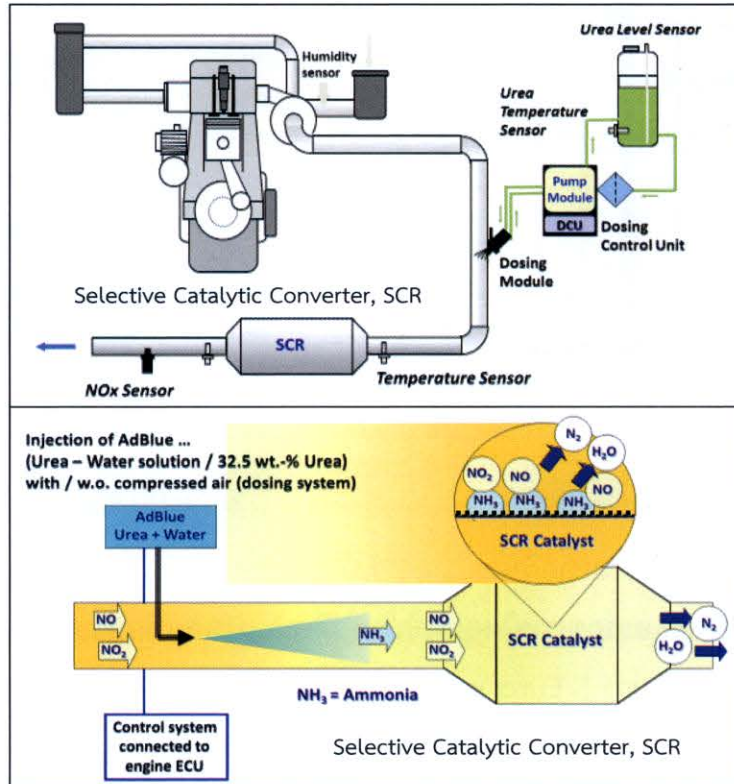 Urea Level Sensor
Humidity
sensor
Urea
Temperature
Sensor
Pump
Module
DCU
Dosing
Control Unit
Dosing
Module
Selective Catalytic Converter, SCR
SCR
NOx Sensor
Temperature Sensor
Injection of AdBlue ...
(Urea – Water solution / 32.5 wt.-% Urea)
with / w.o. compressed air (dosing system)
N₂
H₂O
NO₂
NO
NO
NH₃
NH₃
NH₃
SCR Catalyst
AdBlue
Urea + Water
NO
NO₂
NH₃
NO
NO₂
SCR Catalyst
N₂
H₂O
NH₃ = Ammonia
Control system
connected to
engine ECU
Selective Catalytic Converter, SCR